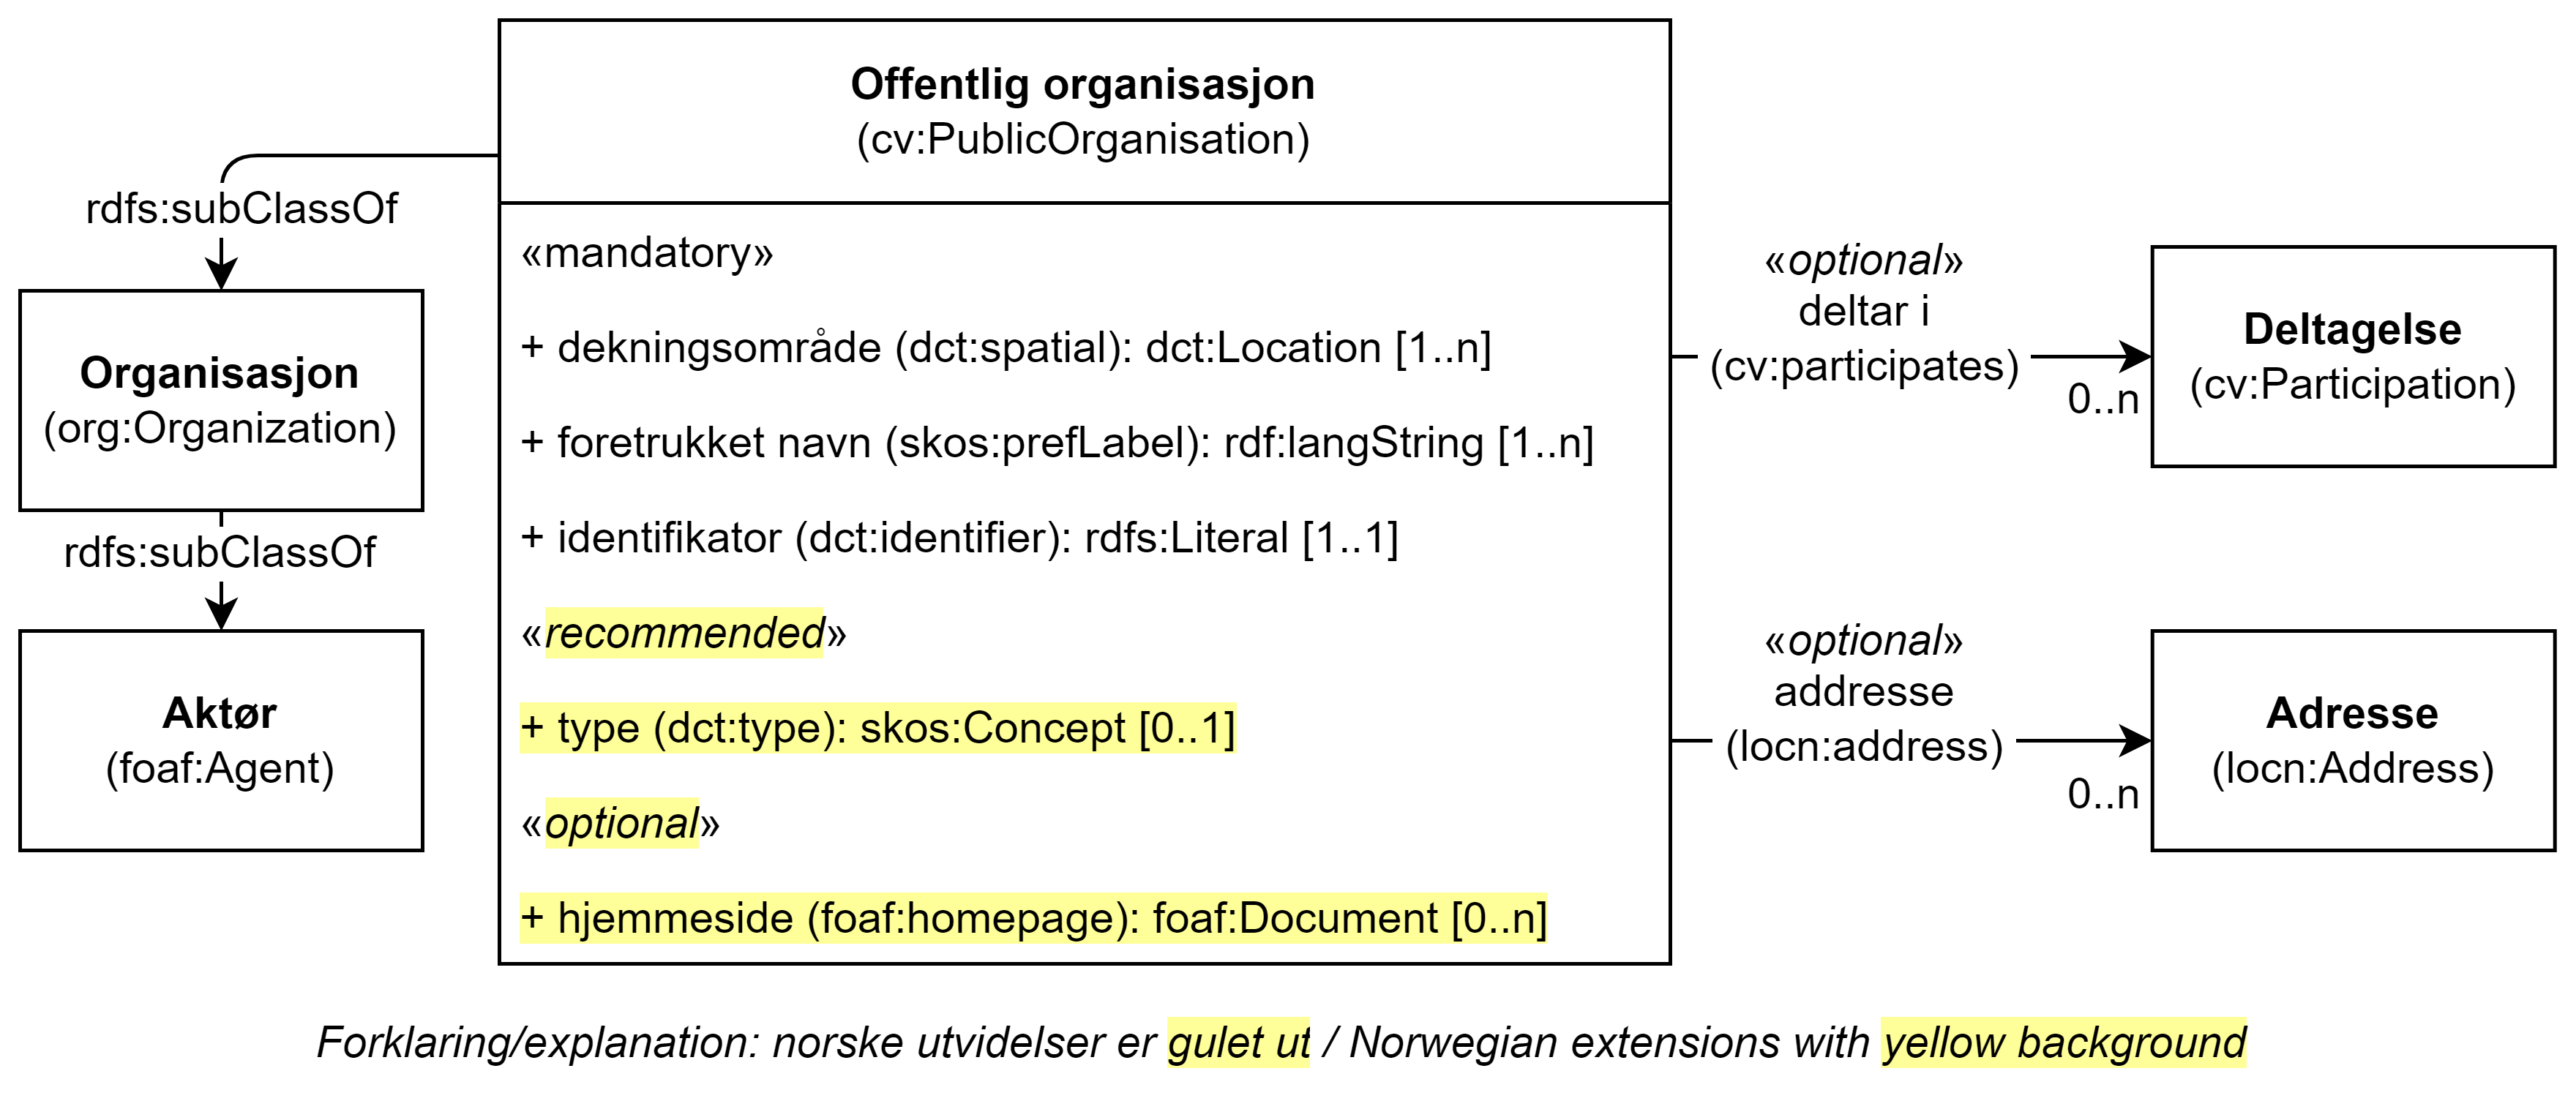 Offentlig organisasjon
(cv:PublicOrganisation)
rdfs:subClassOf
Organisasjon
(org:Organization)
rdfs:subClassOf
Aktør
(foaf:Agent)
«mandatory»
+ dekningsområde (dct:spatial): dct:Location [1..n]
+ foretrukket navn (skos:prefLabel): rdf:langString [1..n]
+ identifikator (dct:identifier): rdfs:Literal [1..1]
«recommended»
+ type (dct:type): skos:Concept [0..1]
«optional»
+ hjemmeside (foaf:homepage): foaf:Document [0..n]
«optional»
deltar i
(cv:participates)
0..n
Deltagelse
(cv:Participation)
«optional»
addresse
(locn:address)
0..n
Adresse
(locn:Address)
Forklaring/explanation: norske utvidelser er gulet ut / Norwegian extensions with yellow background